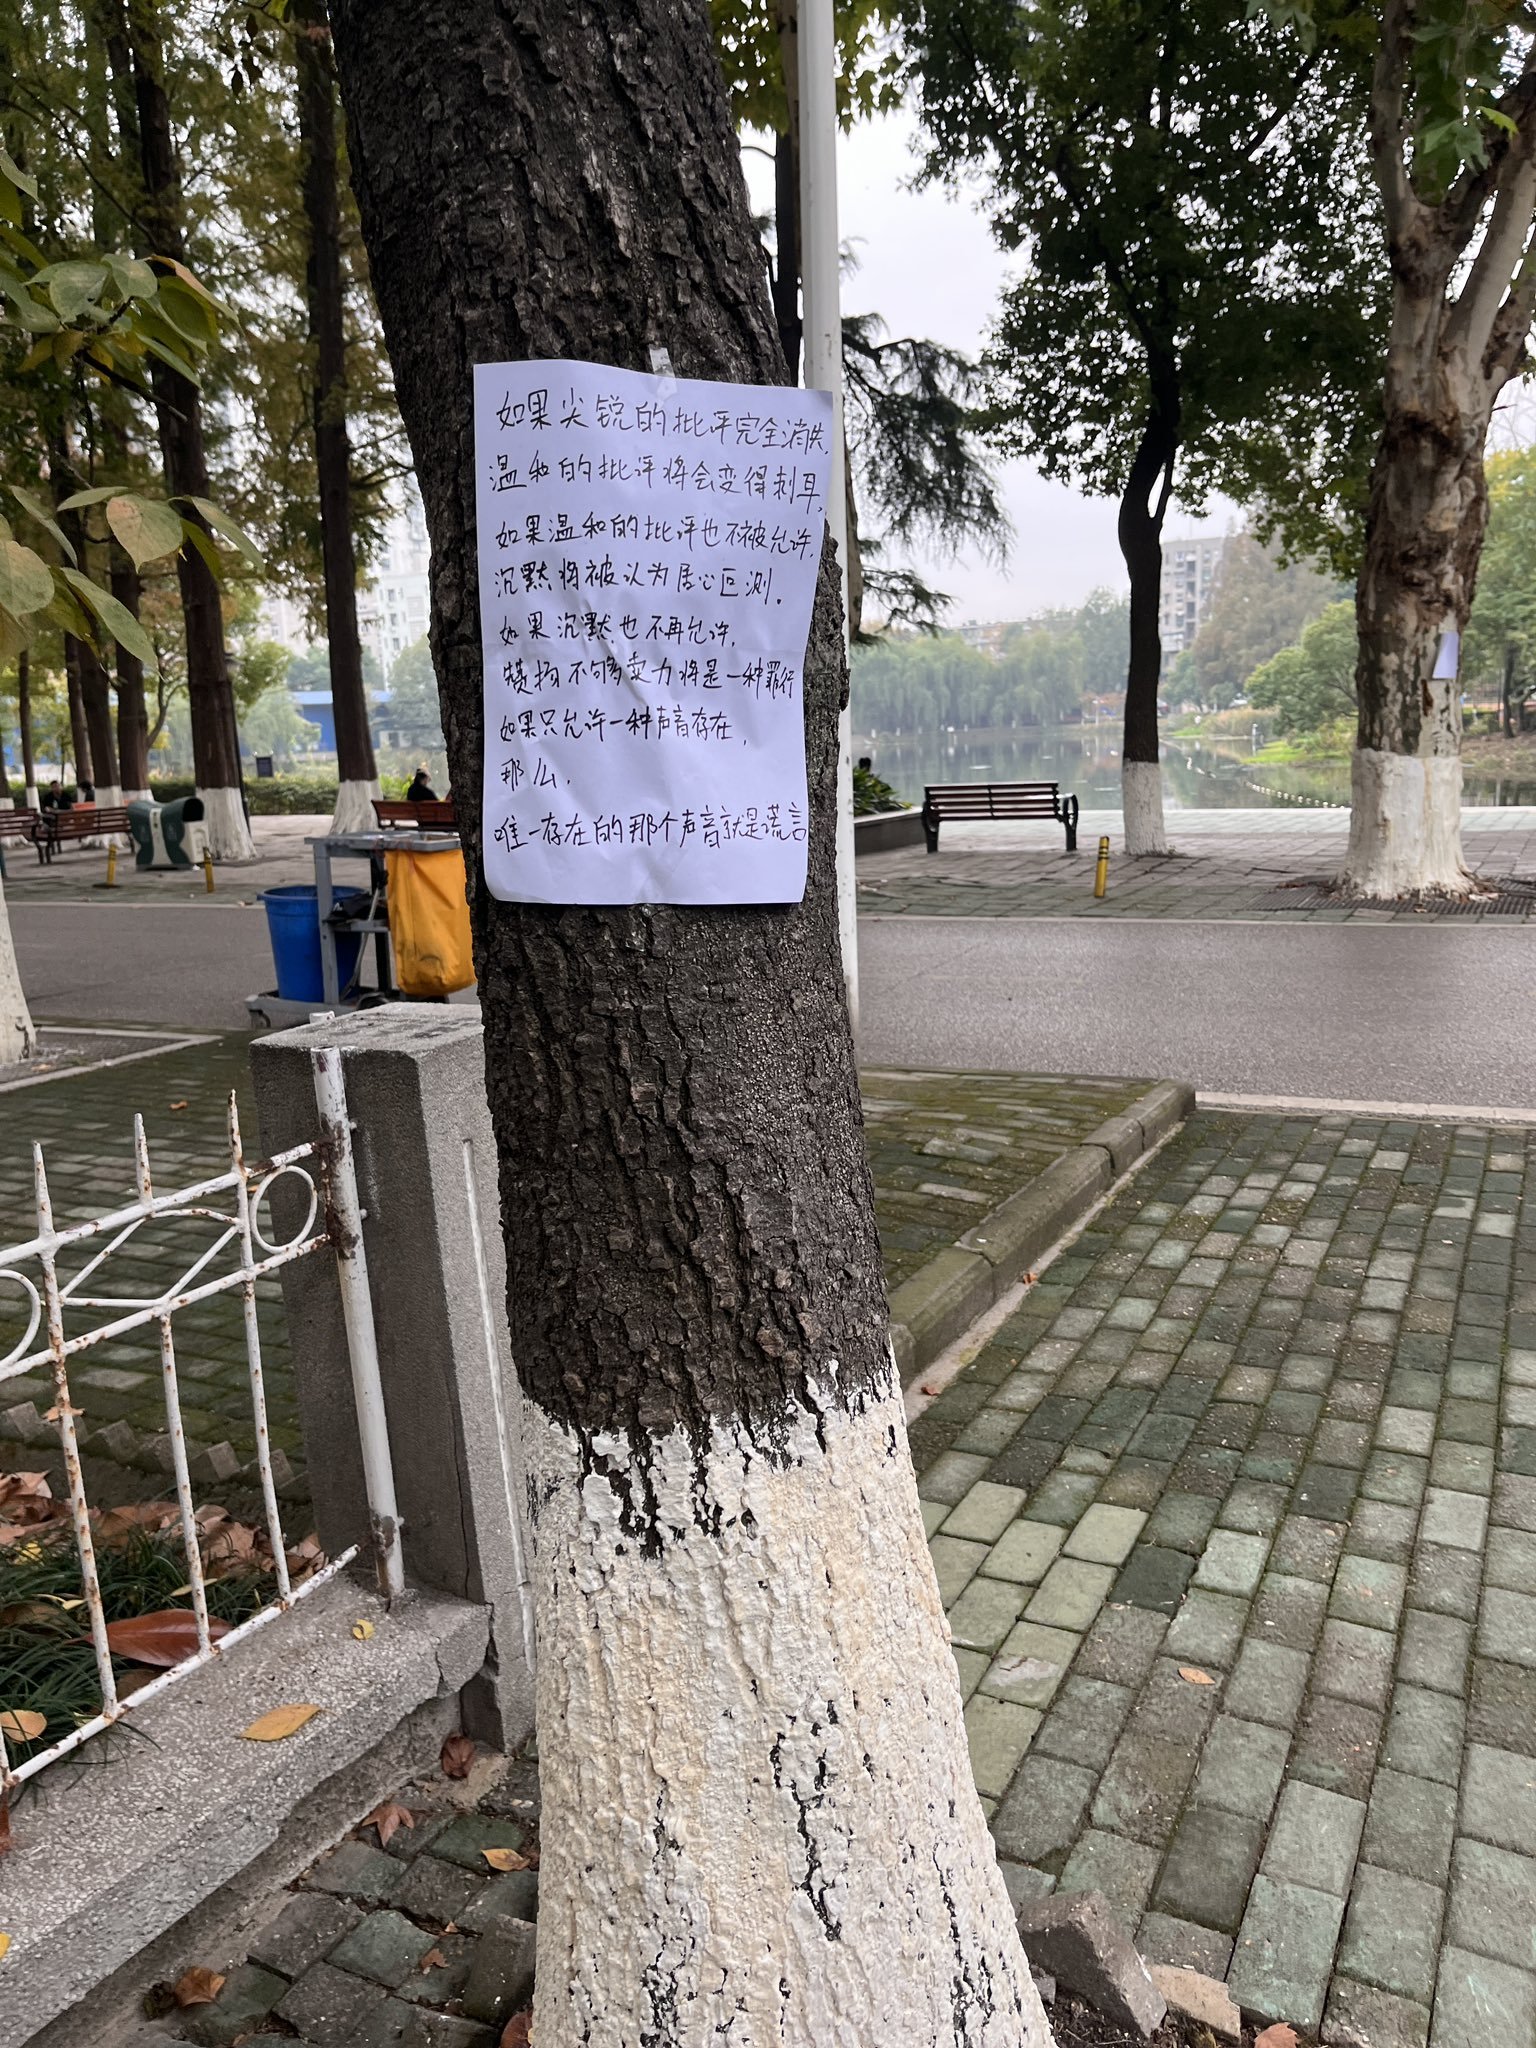 如果尖锐的批评完全消失,
温和的批评将会变得刺耳,
如果温和的批评也不被允许,
沉默将被认为居心叵测.
如果沉默也不再允许,
赞扬不够卖力将是一种罪行
如果只允许一种声音存在,
那么,
唯一存在的那个声音就是谎言